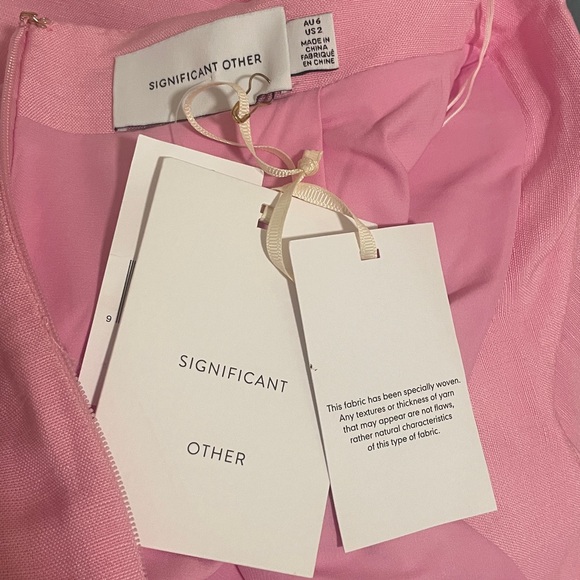 SIGNIFICANT OTHER
AU 6
US 2
MADE IN
CHINA
FABRIQUÉ
EN CHINE
9
SIGNIFICANT
OTHER
This fabric has been specially woven.
Any textures or thickness of yarn
that may appear are not flaws,
rather natural characteristics
of this type of fabric.